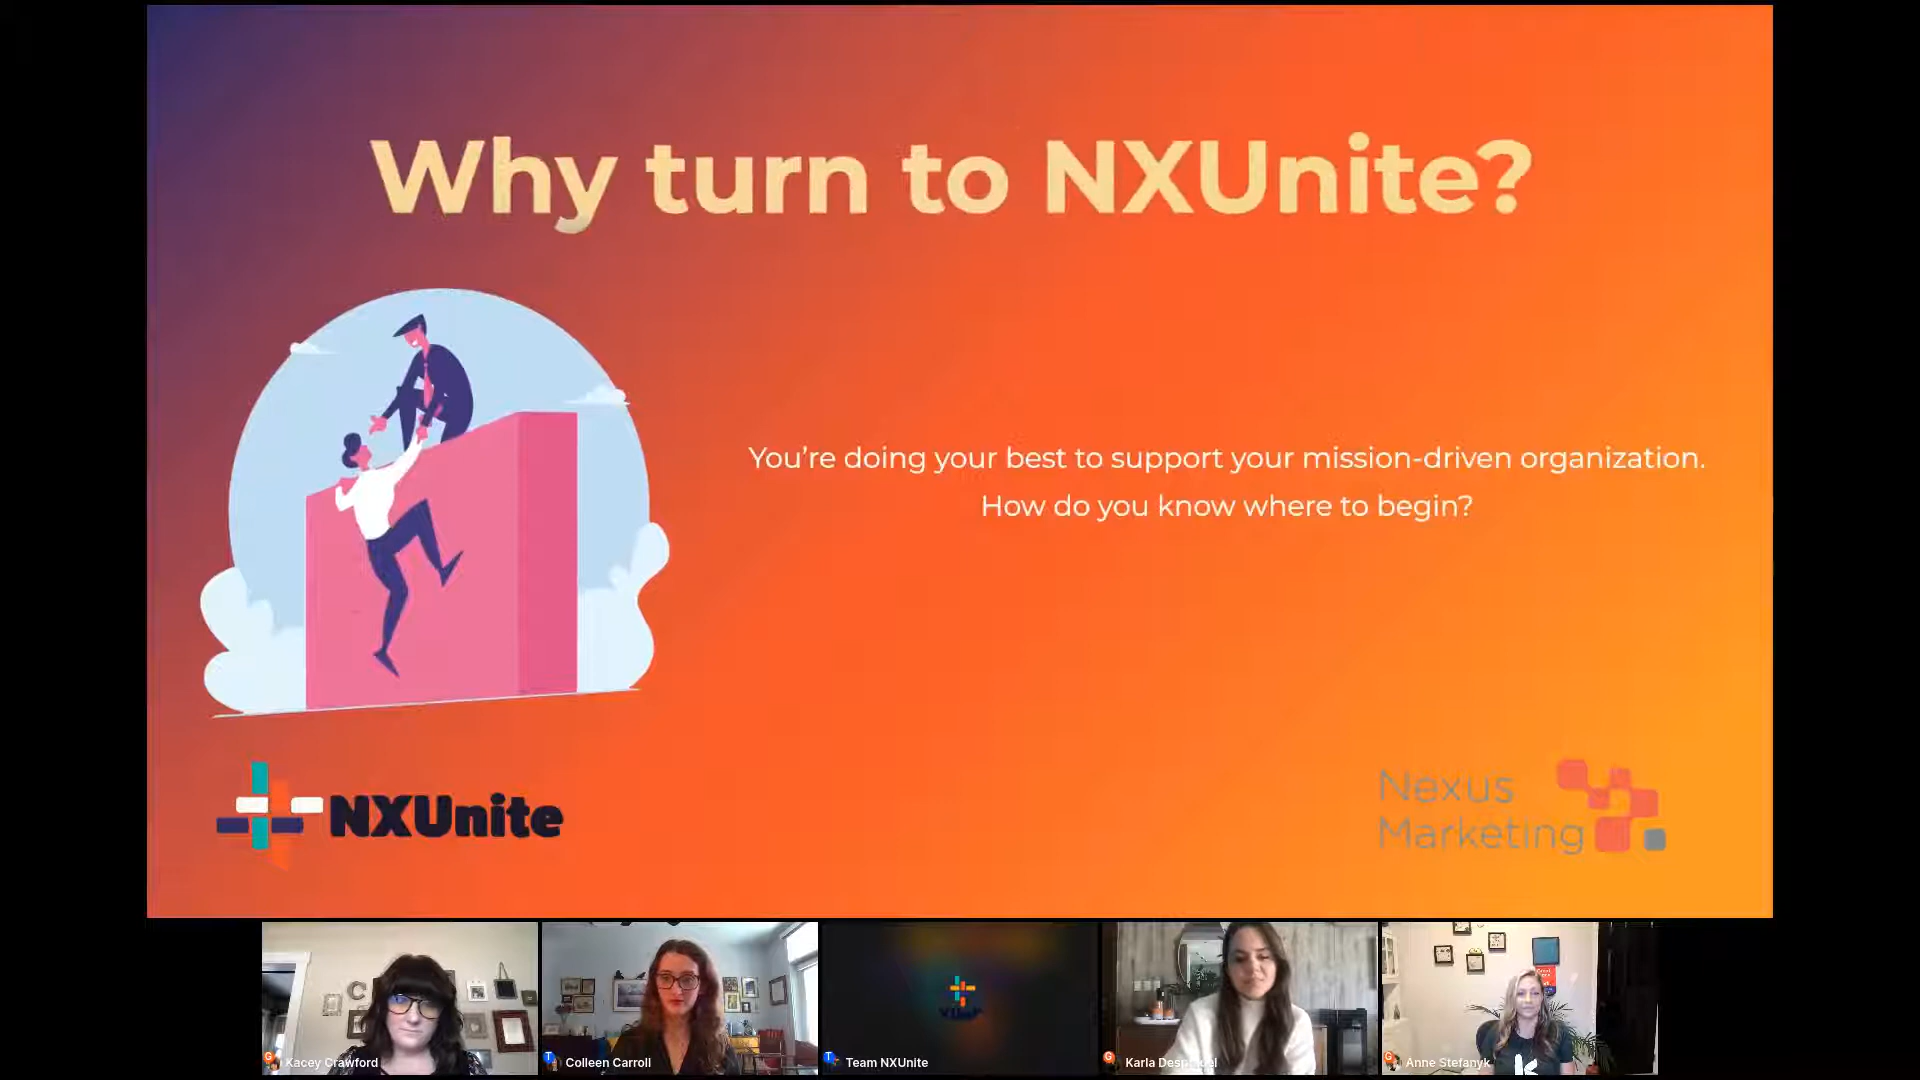 Why turn to NXUnite?
You're doing your best to support your mission-driven organization.
How do you know where to begin?
NXUnite
Nexus
Marketing
G Kacey Crawford
T Colleen Carroll
T Team NXUnite
G Karla
G Anne Stefanyk